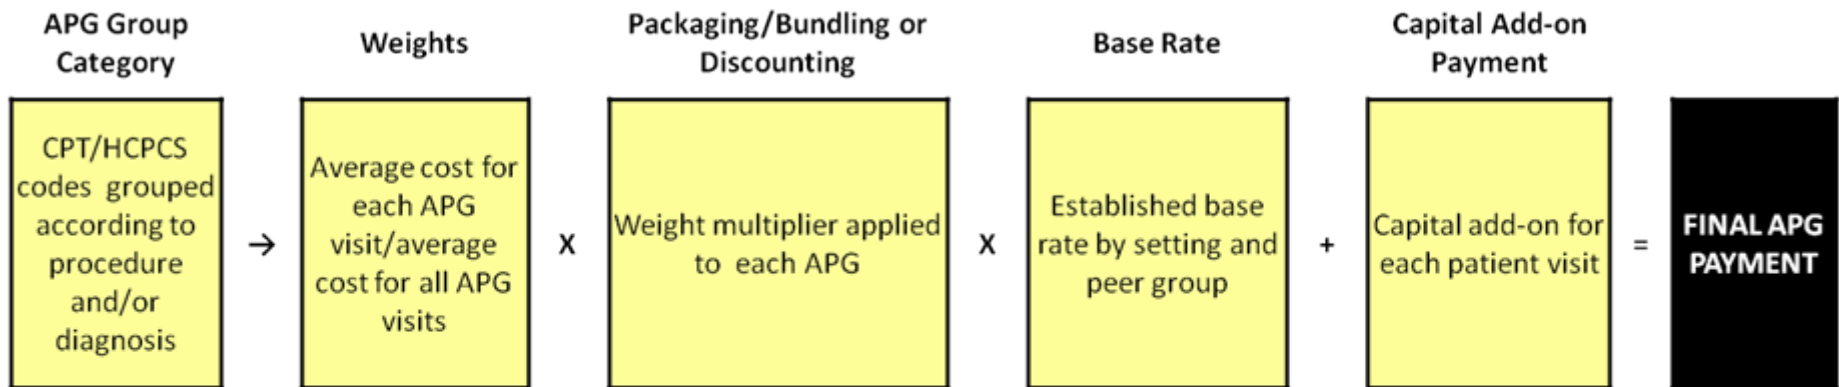 APG Group
Category
Weights
Packaging/Bundling or
Discounting
Base Rate
Capital Add-on
Payment
CPT/HCPCS
codes grouped
according to
procedure
and/or
diagnosis
→
Average cost for
each APG
visit/average
cost for all APG
visits
X
Weight multiplier applied
to each APG
X
Established base
rate by setting and
peer group
+
Capital add-on for
each patient visit
=
FINAL APG
PAYMENT